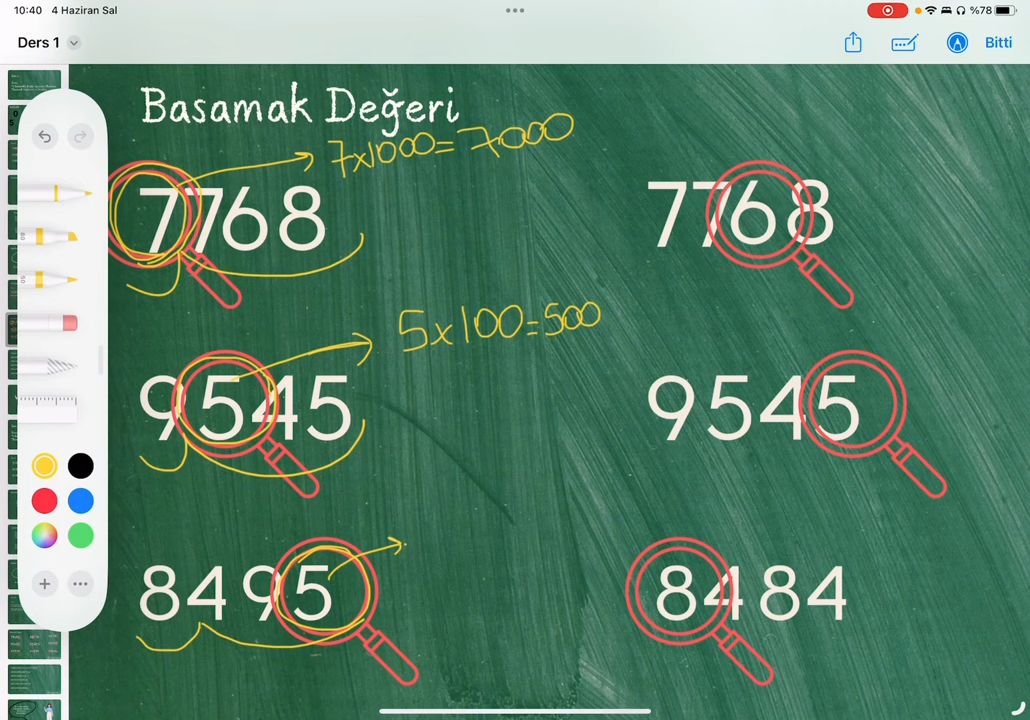 10:40 4 Haziran Sal
%78
Ders 1
Bitti
Basamak Değeri
7x1000=7000
7768
7768
5x100=500
9545
9545
8495
8484